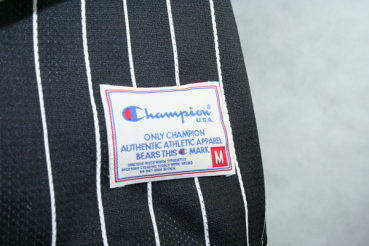 Champion®
U.S.A.
ONLY CHAMPION
AUTHENTIC ATHLETIC APPAREL
BEARS THIS C MARK
M